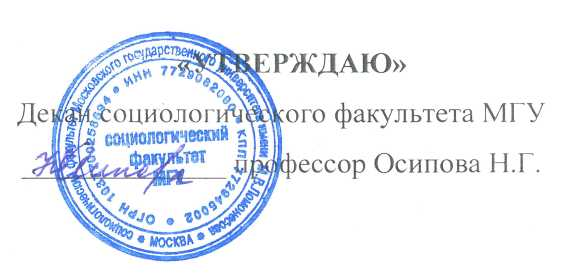 «УТВЕРЖДАЮ»
Декан социологического факультета МГУ
профессор Осипова Н.Г.
социологический
факультет
МГУ
МОСКВА